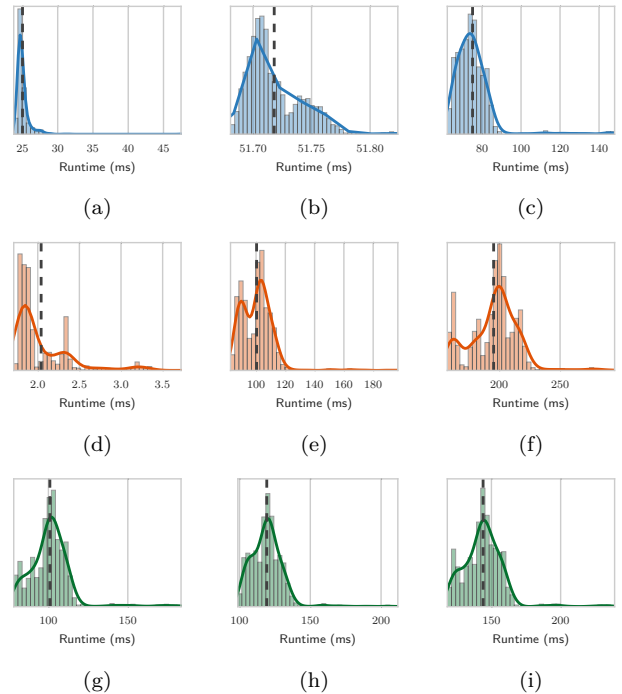 25 30 35 40 45
51.70 51.75 51.80
80 100 120 140
Runtime (ms)
Runtime (ms)
Runtime (ms)
(a)
(b)
(c)
2.0 2.5 3.0 3.5
100 120 140 160 180
200 250
Runtime (ms)
Runtime (ms)
Runtime (ms)
(d)
(e)
(f)
100 150
100 150 200
150 200
Runtime (ms)
Runtime (ms)
Runtime (ms)
(g)
(h)
(i)